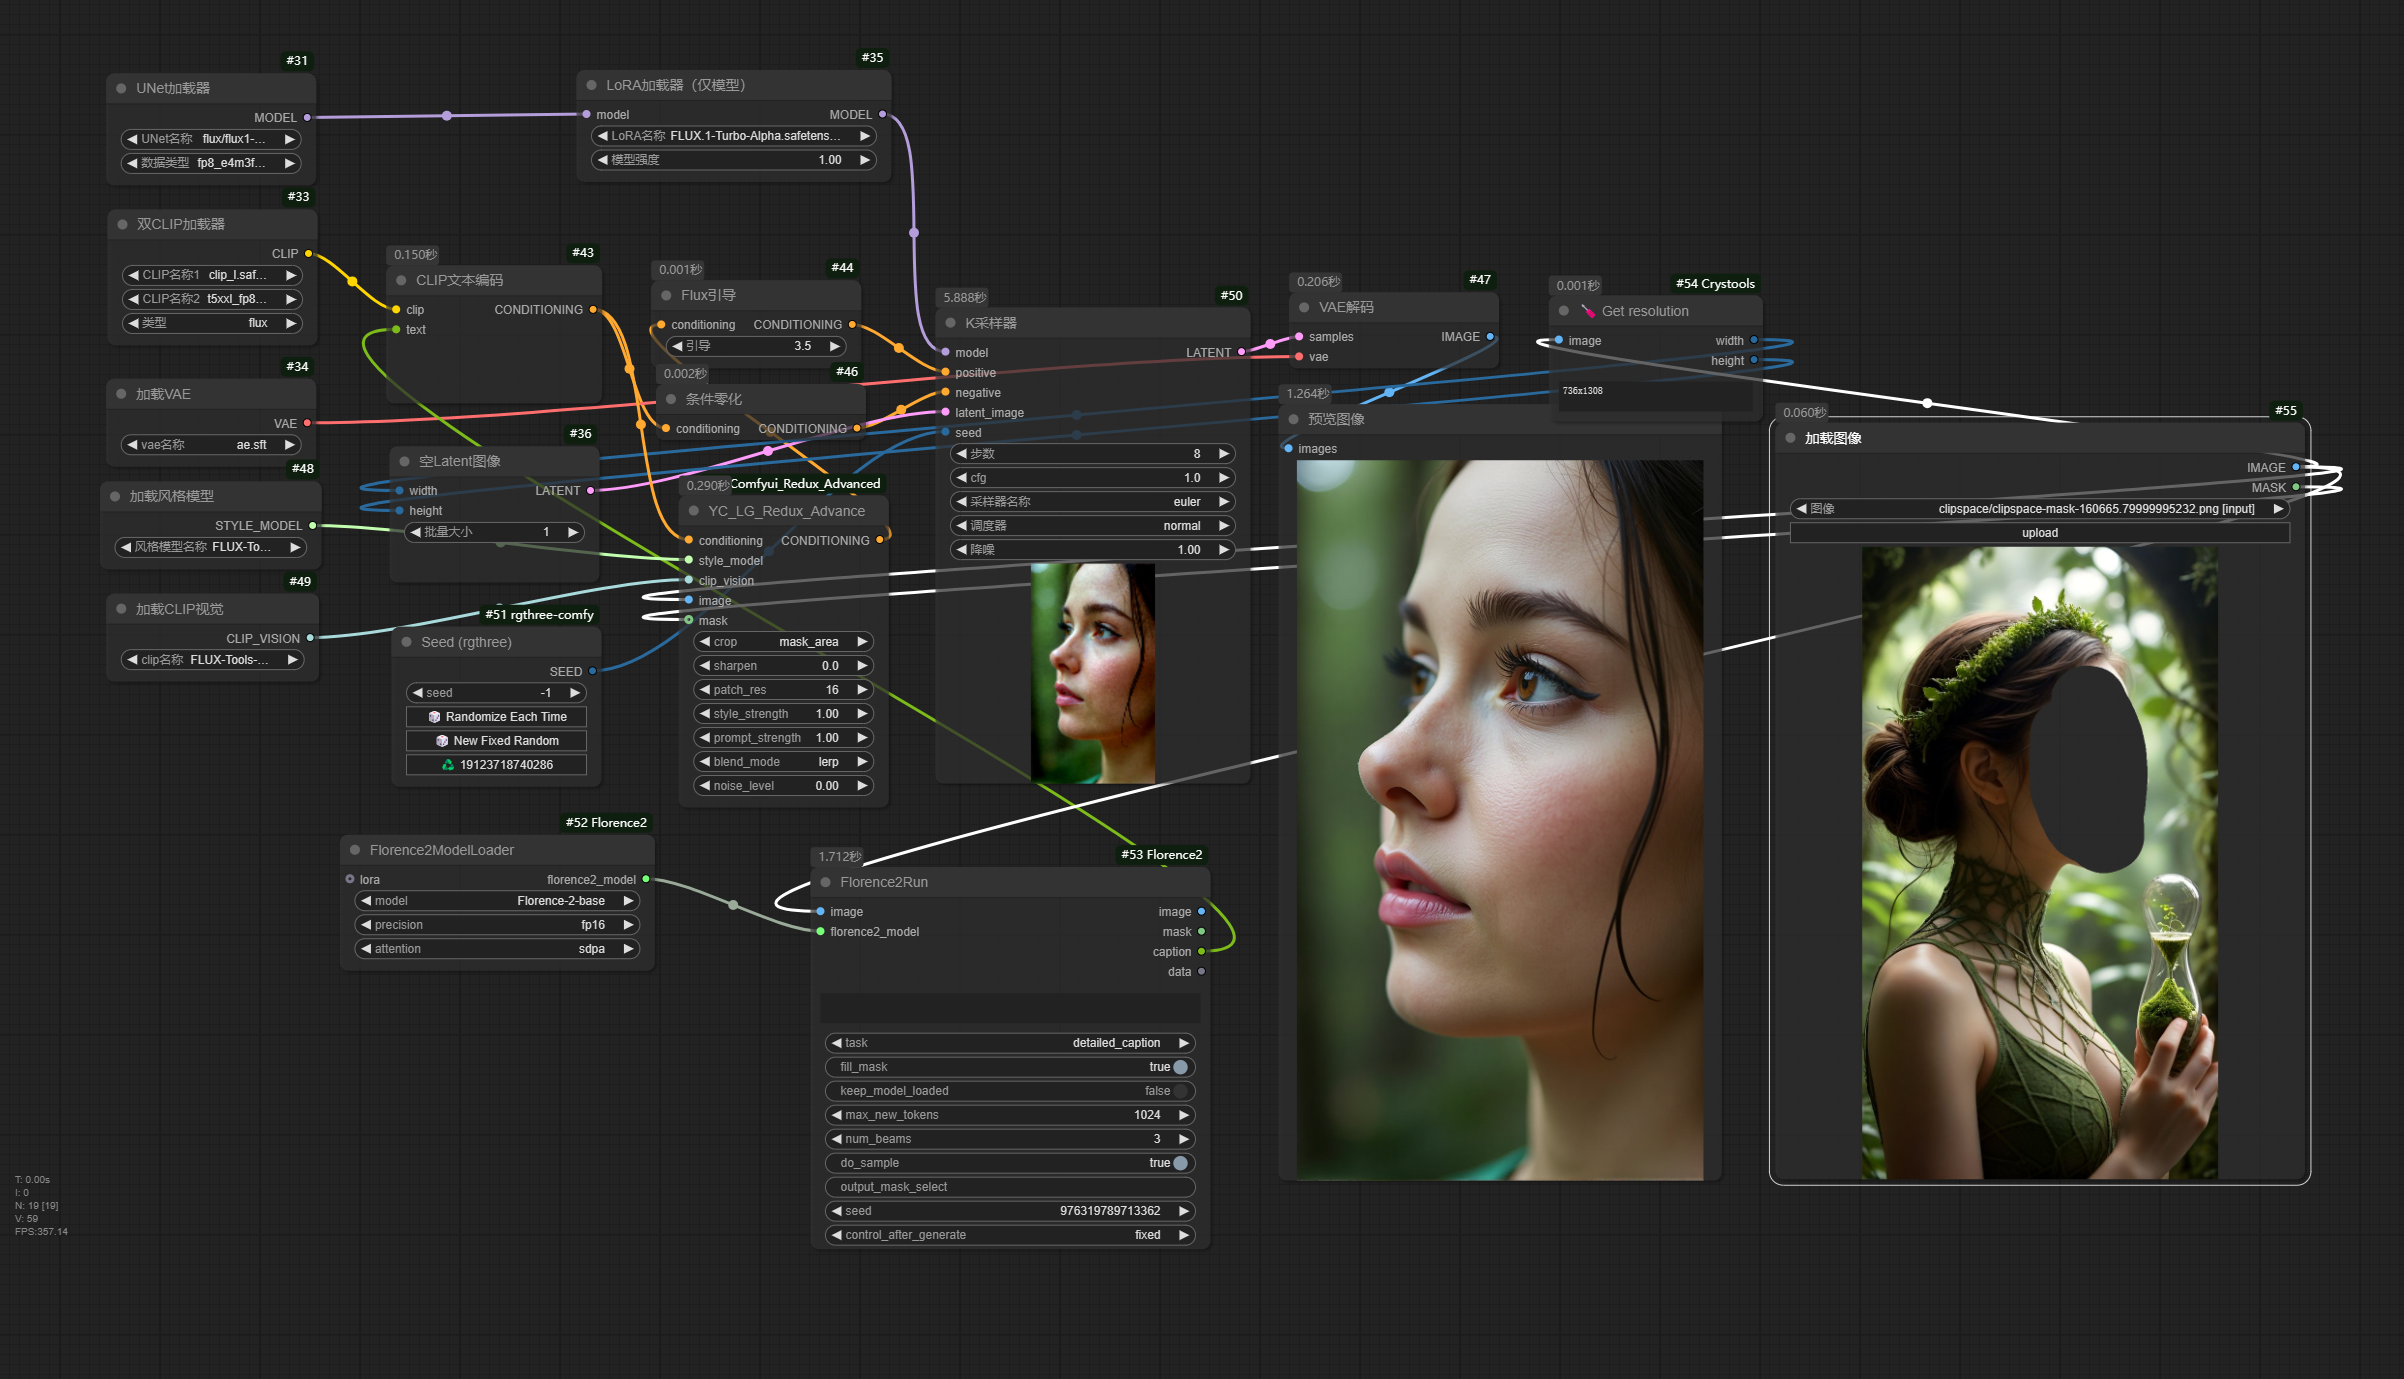 #31
UNet加载器
MODEL
UNet名称 flux/flux1-...
数据类型 fp8_e4m3f...
#35
LoRA加载器（仅模型）
model MODEL
LoRA名称 FLUX.1-Turbo-Alpha.safetens...
模型强度 1.00
#33
双CLIP加载器
CLIP
CLIP名称1 clip_l.saf...
CLIP名称2 t5xxl_fp8...
类型 flux
#34
加载VAE
VAE
vae名称 ae.sft
#48
加载风格模型
STYLE_MODEL
风格模型名称 FLUX-To...
#49
加载CLIP视觉
CLIP_VISION
clip名称 FLUX-Tools-...
0.150秒
#43
CLIP文本编码
clip CONDITIONING
text
#36
空Latent图像
width LATENT
height
批量大小 1
#51 rgthree-comfy
Seed (rgthree)
SEED
seed -1
Randomize Each Time
New Fixed Random
19123718740286
0.001秒
#44
Flux引导
conditioning CONDITIONING
引导 3.5
0.002秒
#46
条件零化
conditioning CONDITIONING
0.290秒
Comfyui_Redux_Advanced
YC_LG_Redux_Advance
conditioning CONDITIONING
style_model
clip_vision
image
mask
crop mask_area
sharpen 0.0
patch_res 16
style_strength 1.00
prompt_strength 1.00
blend_mode lerp
noise_level 0.00
5.888秒
#50
K采样器
model LATENT
positive
negative
latent_image
seed
步数 8
cfg 1.0
采样器名称 euler
调度器 normal
降噪 1.00
0.206秒
#47
VAE解码
samples IMAGE
vae
1.264秒
预览图像
images
0.001秒
#54 Crystools
Get resolution
image width
height
736x1308
0.060秒
#55
加载图像
IMAGE
MASK
图像 clipspace/clipspace-mask-160665.79999995232.png [input]
upload
#52 Florence2
Florence2ModelLoader
lora florence2_model
model Florence-2-base
precision fp16
attention sdpa
1.712秒
#53 Florence2
Florence2Run
image image
florence2_model mask
caption
data
task detailed_caption
fill_mask true
keep_model_loaded false
max_new_tokens 1024
num_beams 3
do_sample true
output_mask_select
seed 976319789713362
control_after_generate fixed
T: 0.00s
I: 0
N: 19 [19]
V: 59
FPS:357.14